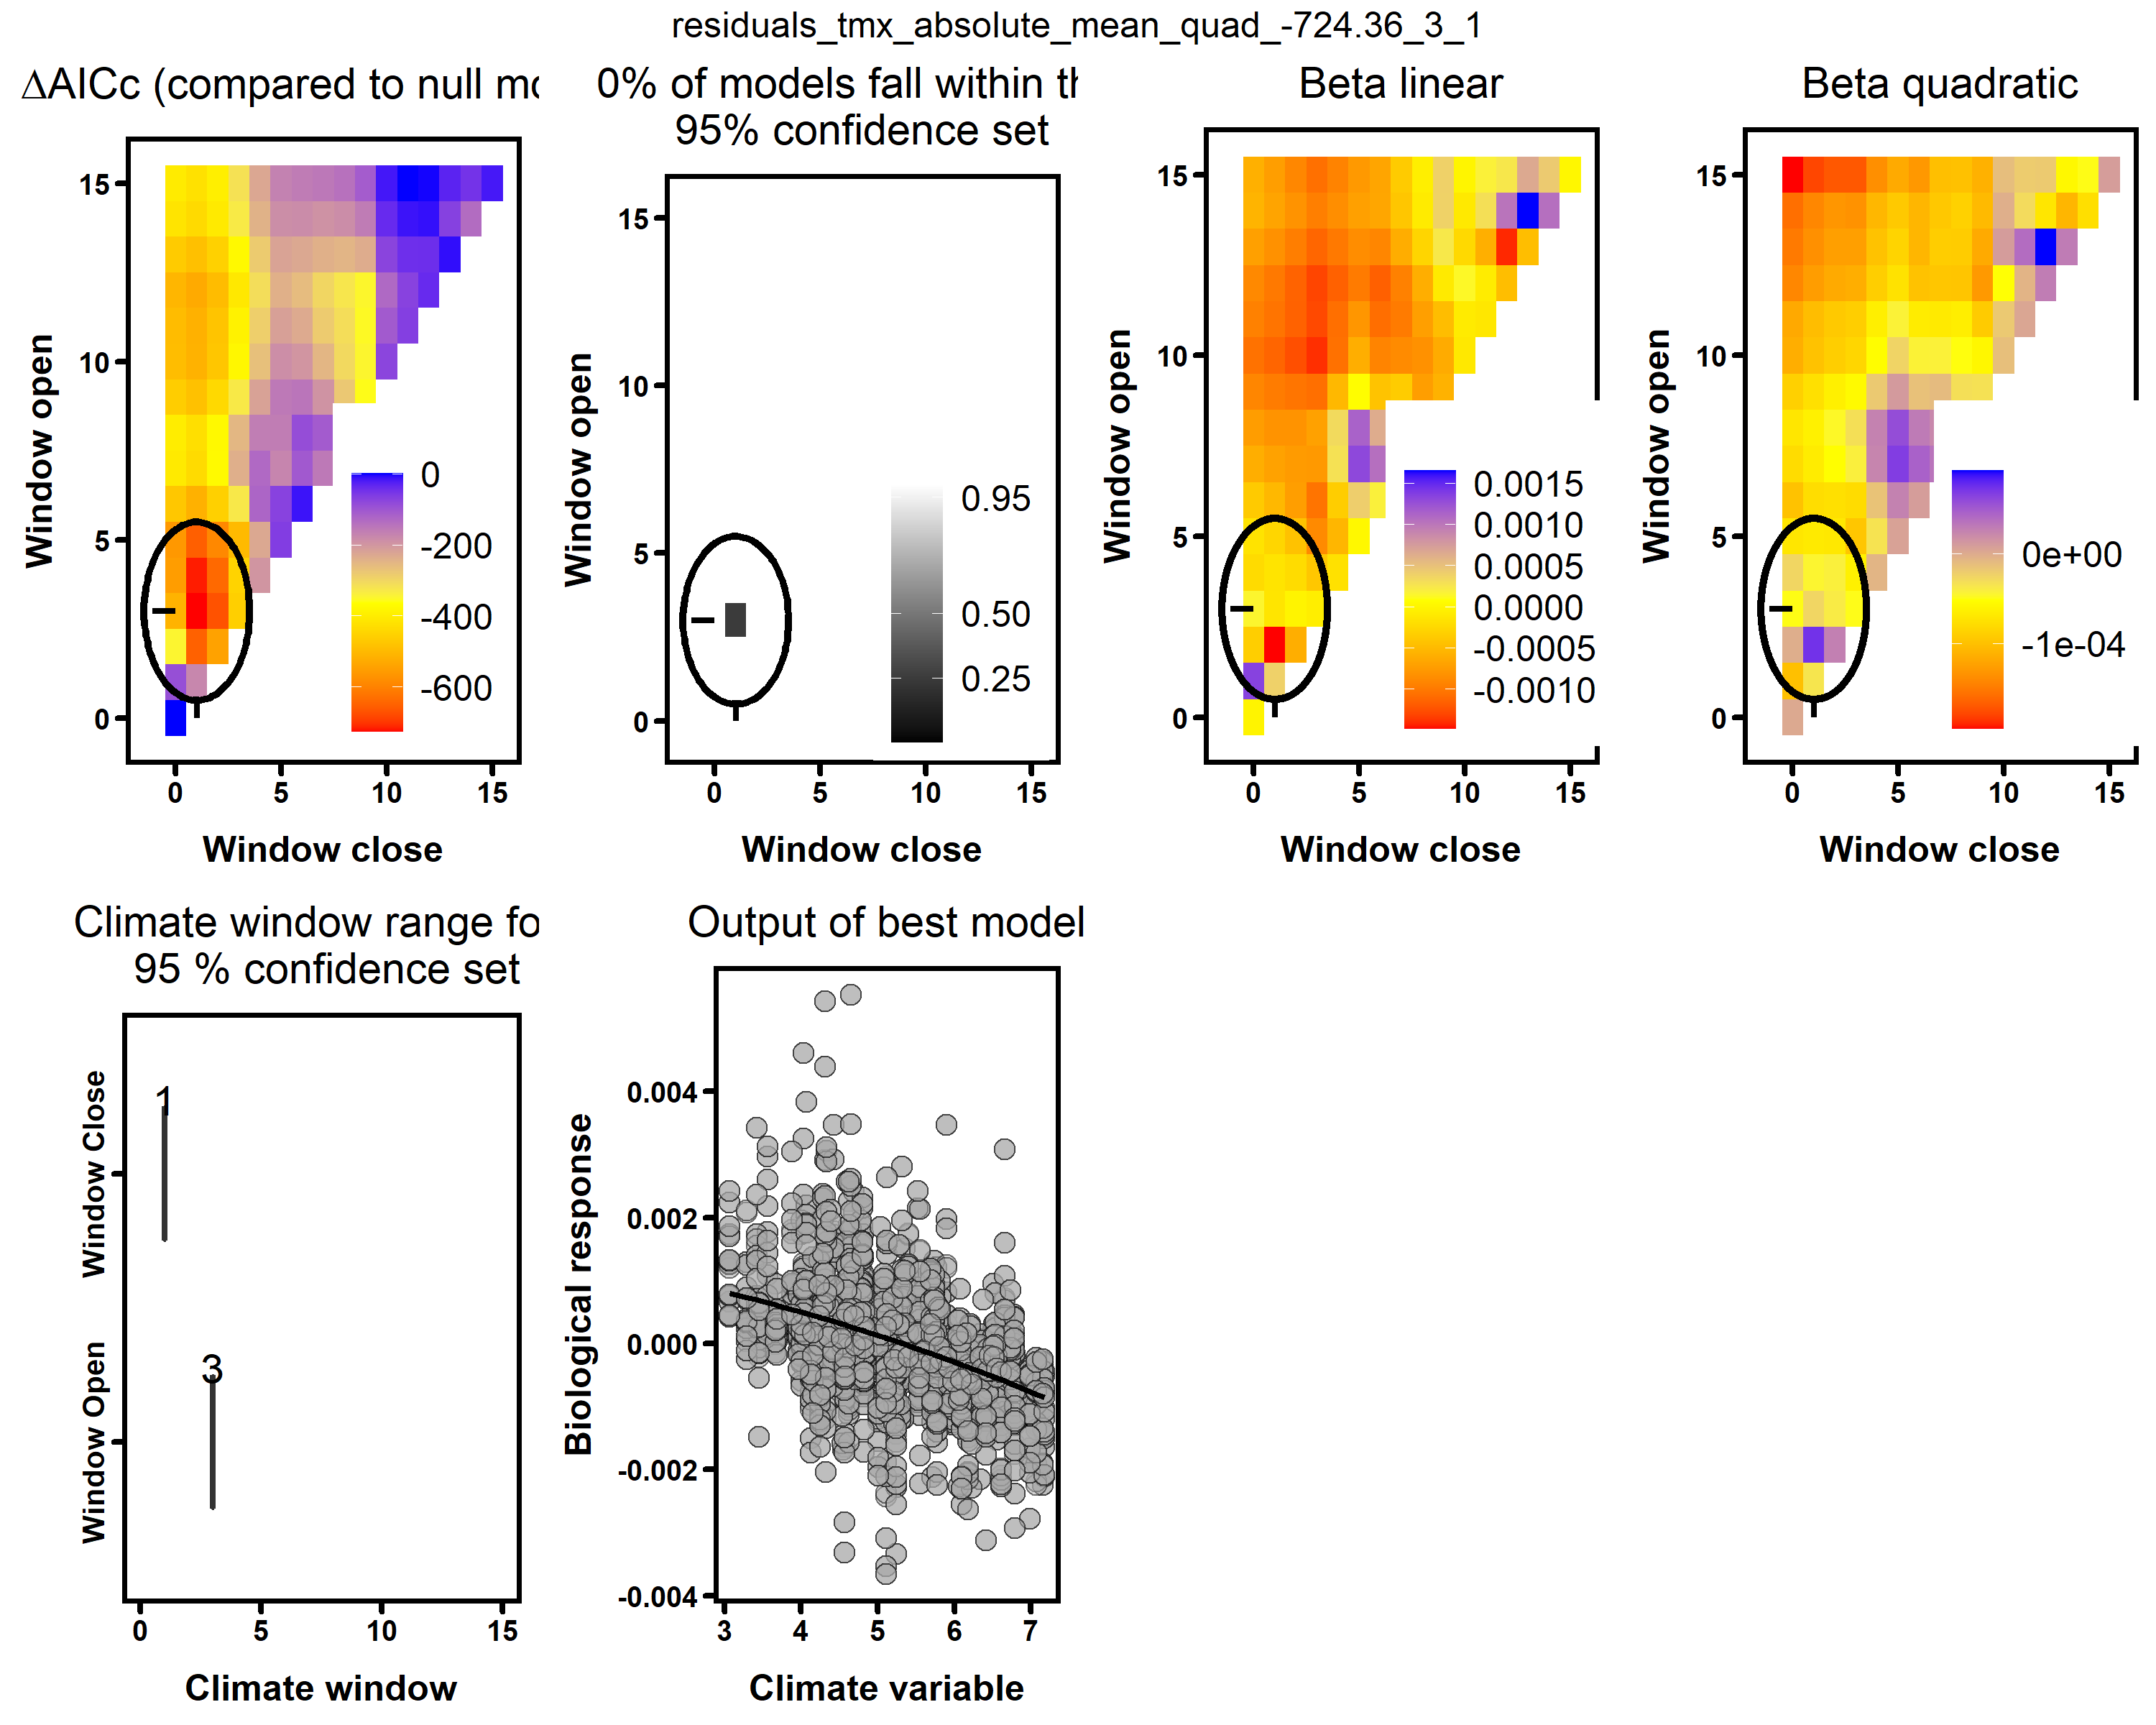 residuals_tmx_absolute_mean_quad_-724.36_3_1
ΔAICc (compared to null mo
15
10
5
0
0
-200
-400
-600
0
5
10
15
Window open
Window close
0% of models fall within th
95% confidence set
15
10
5
0
0.95
0.50
0.25
0
5
10
15
Window open
Window close
Beta linear
15
10
5
0
0.0015
0.0010
0.0005
0.0000
-0.0005
-0.0010
0
5
10
15
Window open
Window close
Beta quadratic
15
10
5
0
0e+00
-1e-04
0
5
10
15
Window open
Window close
Climate window range fo
95 % confidence set
Window Close
Window Open
1
3
0
5
10
15
Climate window
Output of best model
0.004
0.002
0.000
-0.002
-0.004
3
4
5
6
7
Biological response
Climate variable